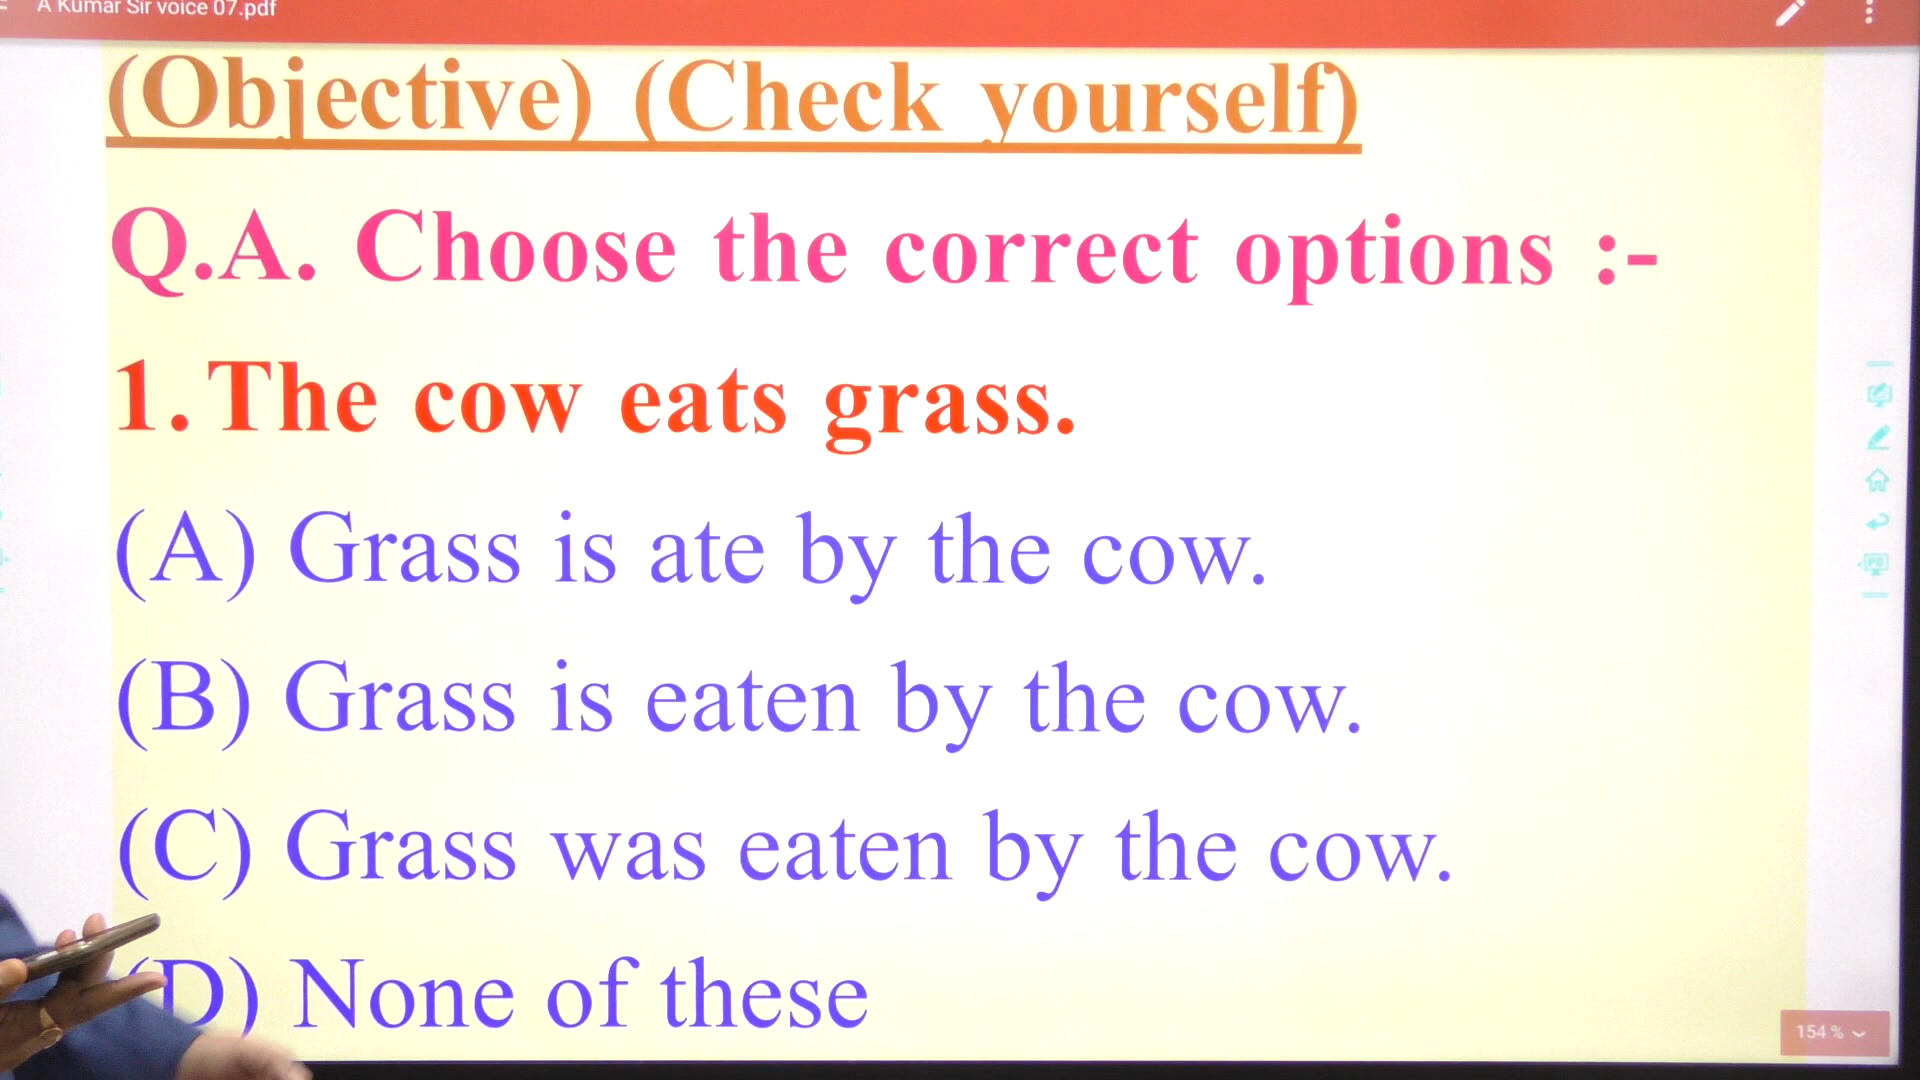 A Kumar Sir voice 07.pdf
(Objective) (Check yourself)
Q.A. Choose the correct options :-
1. The cow eats grass.
(A) Grass is ate by the cow.
(B) Grass is eaten by the cow.
(C) Grass was eaten by the cow.
(D) None of these
154 %